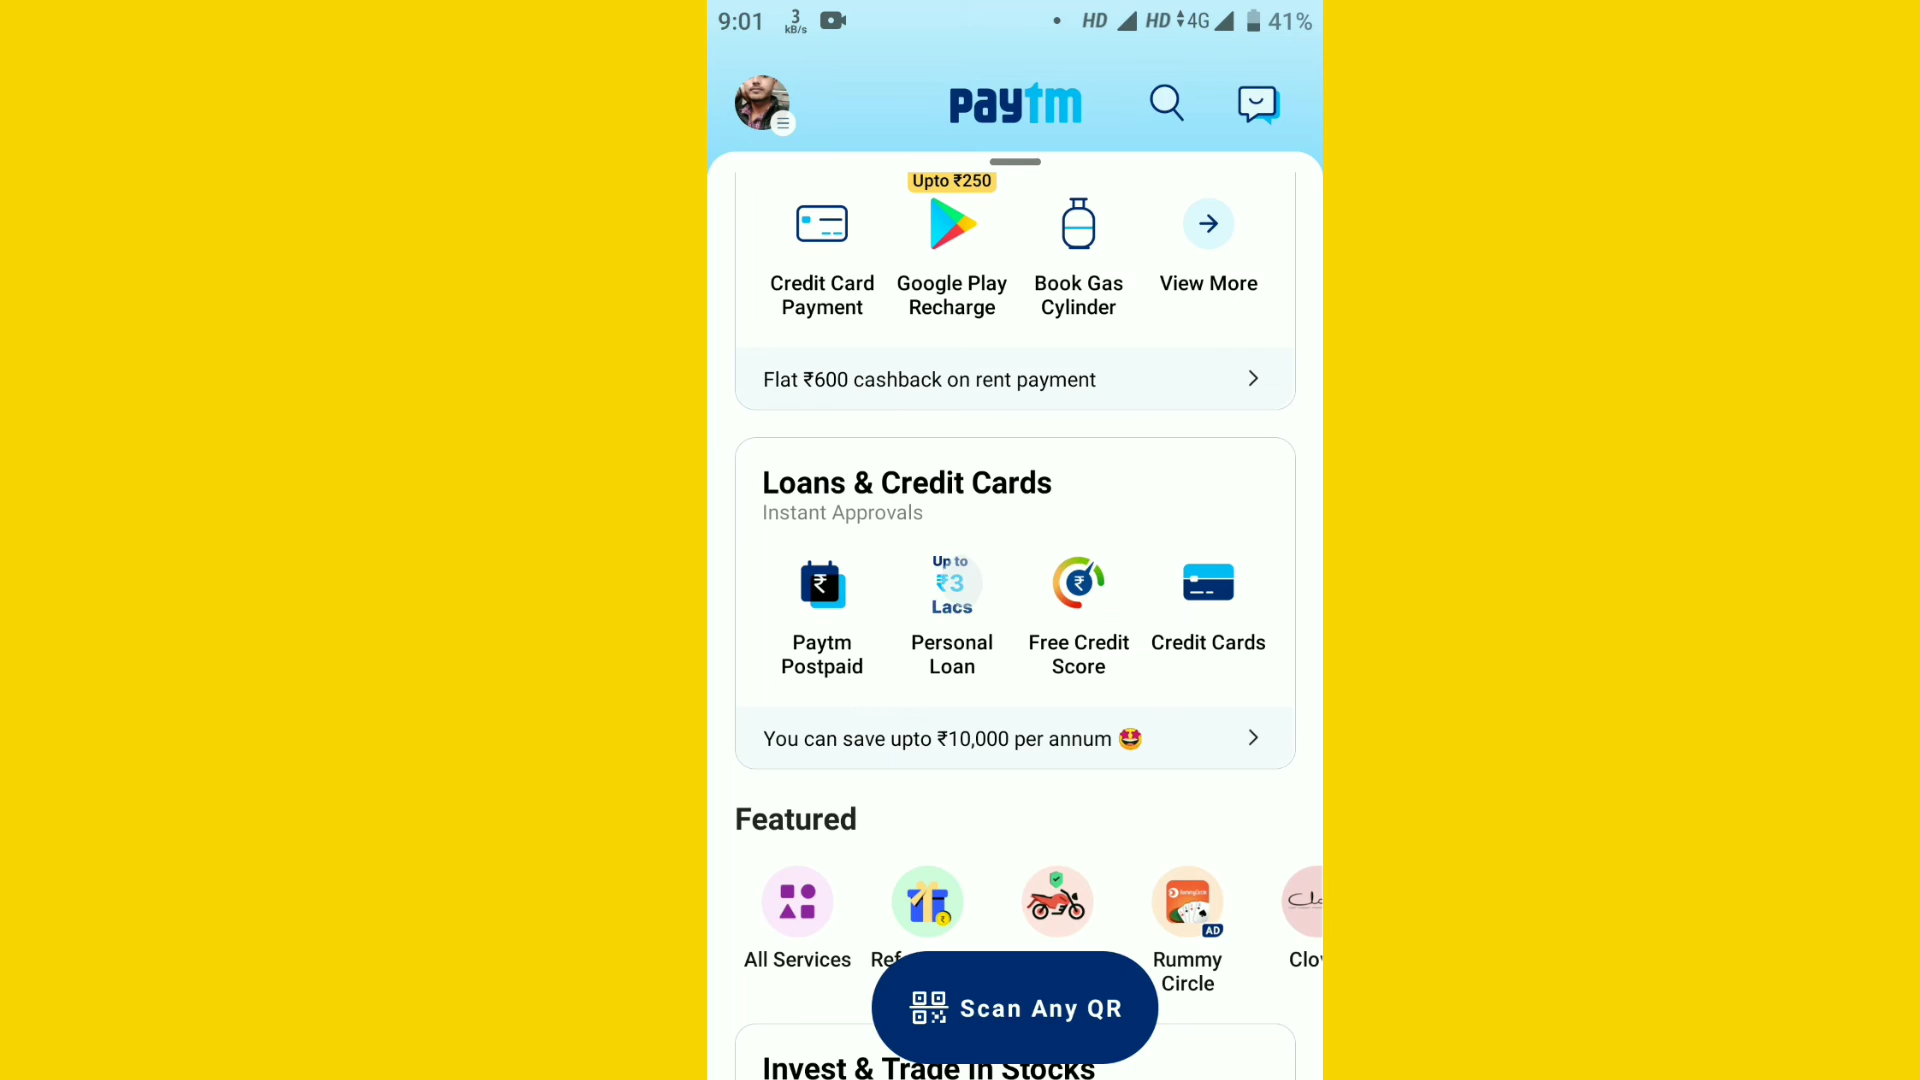 9:01 3 kB/s HD HD 4G 41%
paytm
Upto ₹250
Credit Card Payment
Google Play Recharge
Book Gas Cylinder
View More
Flat ₹600 cashback on rent payment
Loans & Credit Cards
Instant Approvals
Up to
₹3
Lacs
Paytm Postpaid
Personal Loan
Free Credit Score
Credit Cards
You can save upto ₹10,000 per annum 🤩
Featured
AD
All Services
Rummy Circle
Scan Any QR
Invest & Trade In Stocks